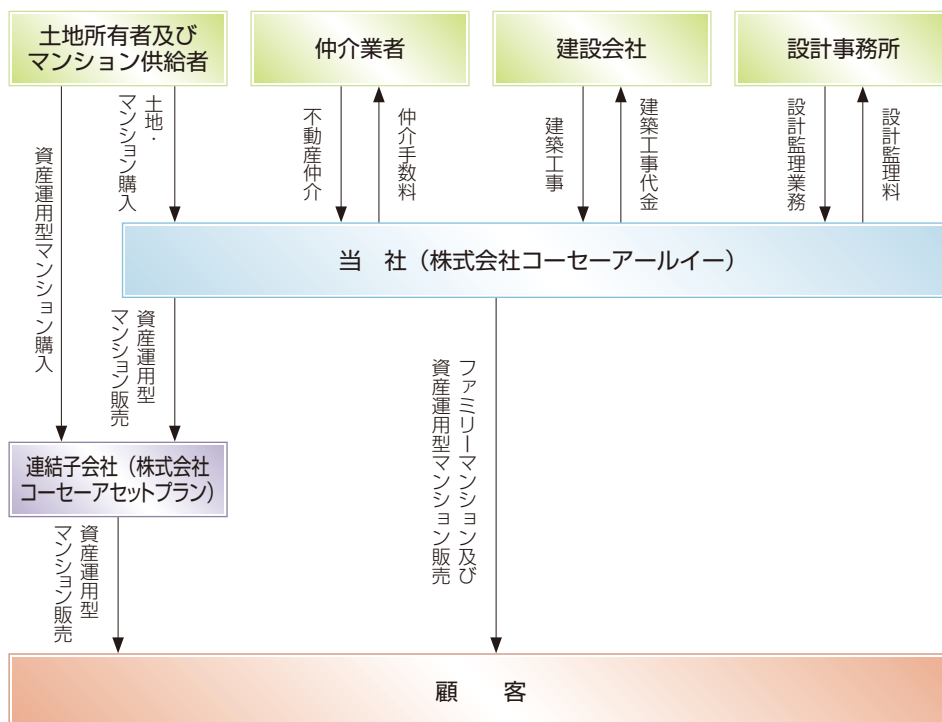 土地所有者及び
マンション供給者
仲介業者
建設会社
設計事務所
資産運用型マンション購入
土地・
マンション購入
不動産仲介
仲介手数料
建築工事
建築工事代金
設計監理業務
設計監理料
当　社（株式会社コーセーアールイー）
資産運用型
マンション販売
ファミリーマンション及び
資産運用型マンション販売
連結子会社（株式会社
コーセーアセットプラン）
資産運用型
マンション販売
顧　　客